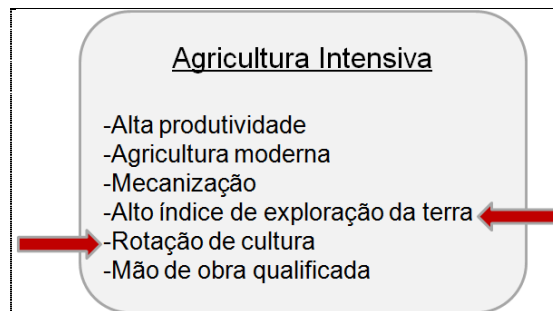 Agricultura Intensiva
-Alta produtividade
-Agricultura moderna
-Mecanização
-Alto índice de exploração da terra
-Rotação de cultura
-Mão de obra qualificada